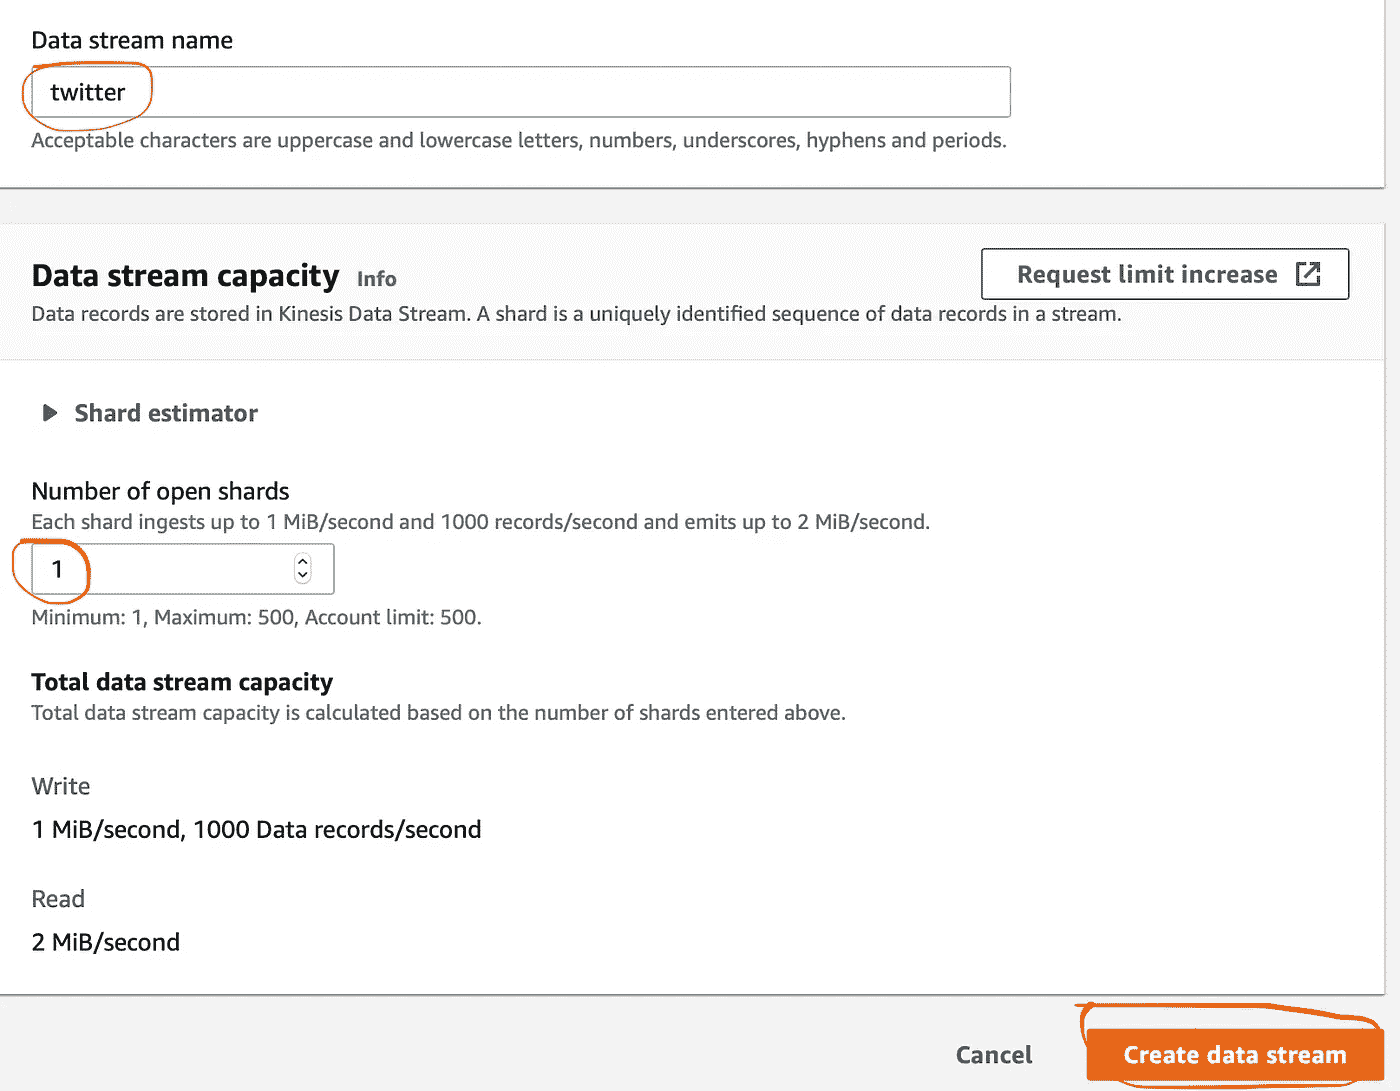 Data stream name
twitter
Acceptable characters are uppercase and lowercase letters, numbers, underscores, hyphens and periods.
Data stream capacity Info
Request limit increase
Data records are stored in Kinesis Data Stream. A shard is a uniquely identified sequence of data records in a stream.
Shard estimator
Number of open shards
Each shard ingests up to 1 MiB/second and 1000 records/second and emits up to 2 MiB/second.
1
Minimum: 1, Maximum: 500, Account limit: 500.
Total data stream capacity
Total data stream capacity is calculated based on the number of shards entered above.
Write
1 MiB/second, 1000 Data records/second
Read
2 MiB/second
Cancel
Create data stream